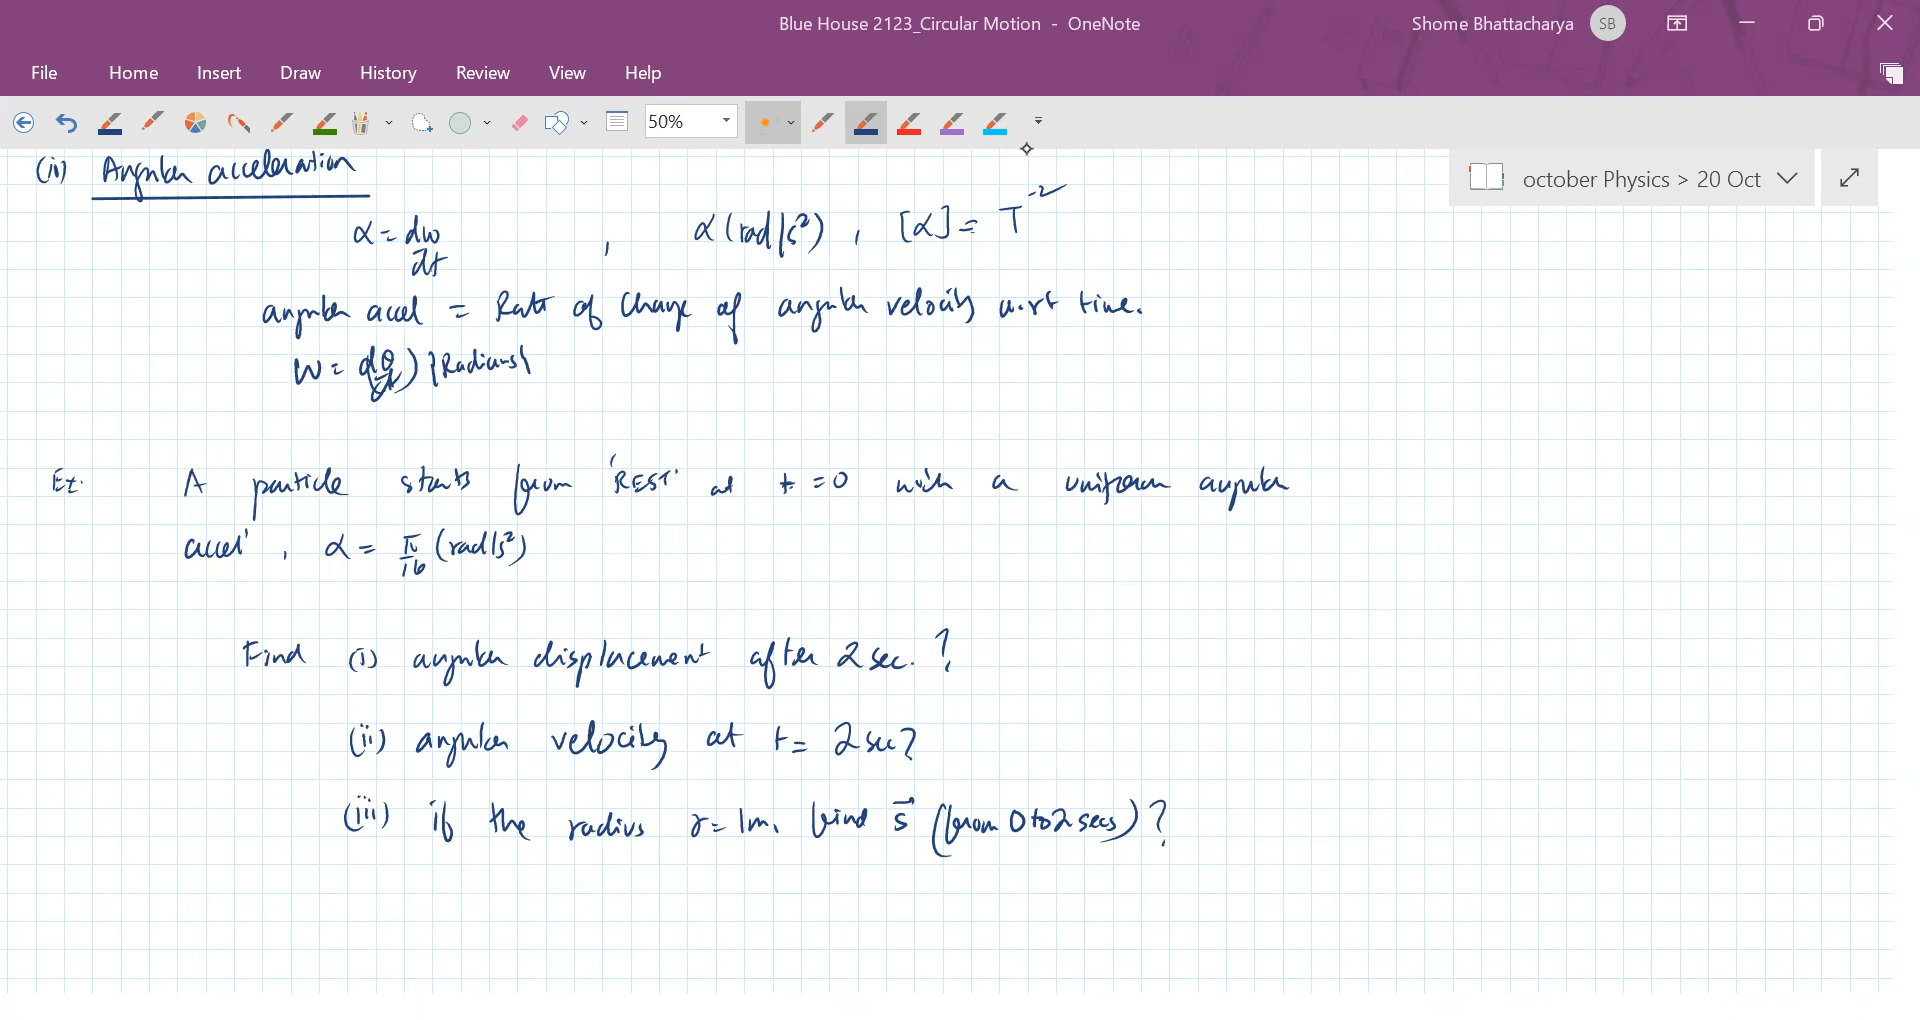 Blue House 2123_Circular Motion - OneNote
Shome Bhattacharya SB
File Home Insert Draw History Review View Help
50%
october Physics > 20 Oct
(ii) Angular acceleration
α = dω/dt , α (rad/s²) , [α] = T⁻²
angular accel = Rate of change of angular velocity w.r.t time.
ω = (dθ/dt) {Radians}
Ex: A particle starts from 'REST' at t = 0 with a uniform angular
accelⁿ , α = π/16 (rad/s²)
Find (i) angular displacement after 2 sec. ?
(ii) angular velocity at t = 2 sec?
(iii) if the radius r = 1m, find s⃗ (from 0 to 2 secs) ?